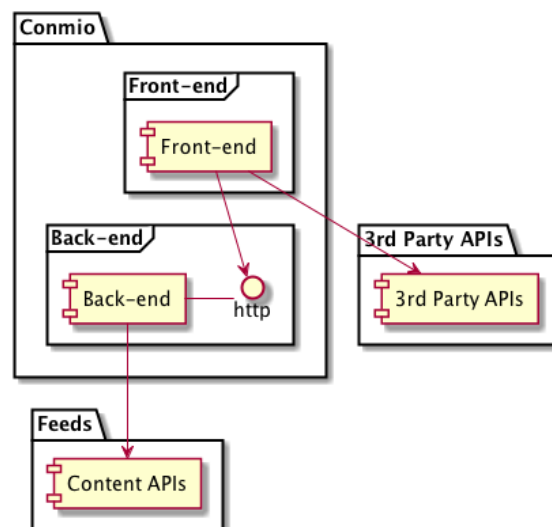 Conmio
Front-end
Front-end
Back-end
3rd Party APIs
Back-end
http
3rd Party APIs
Feeds
Content APIs